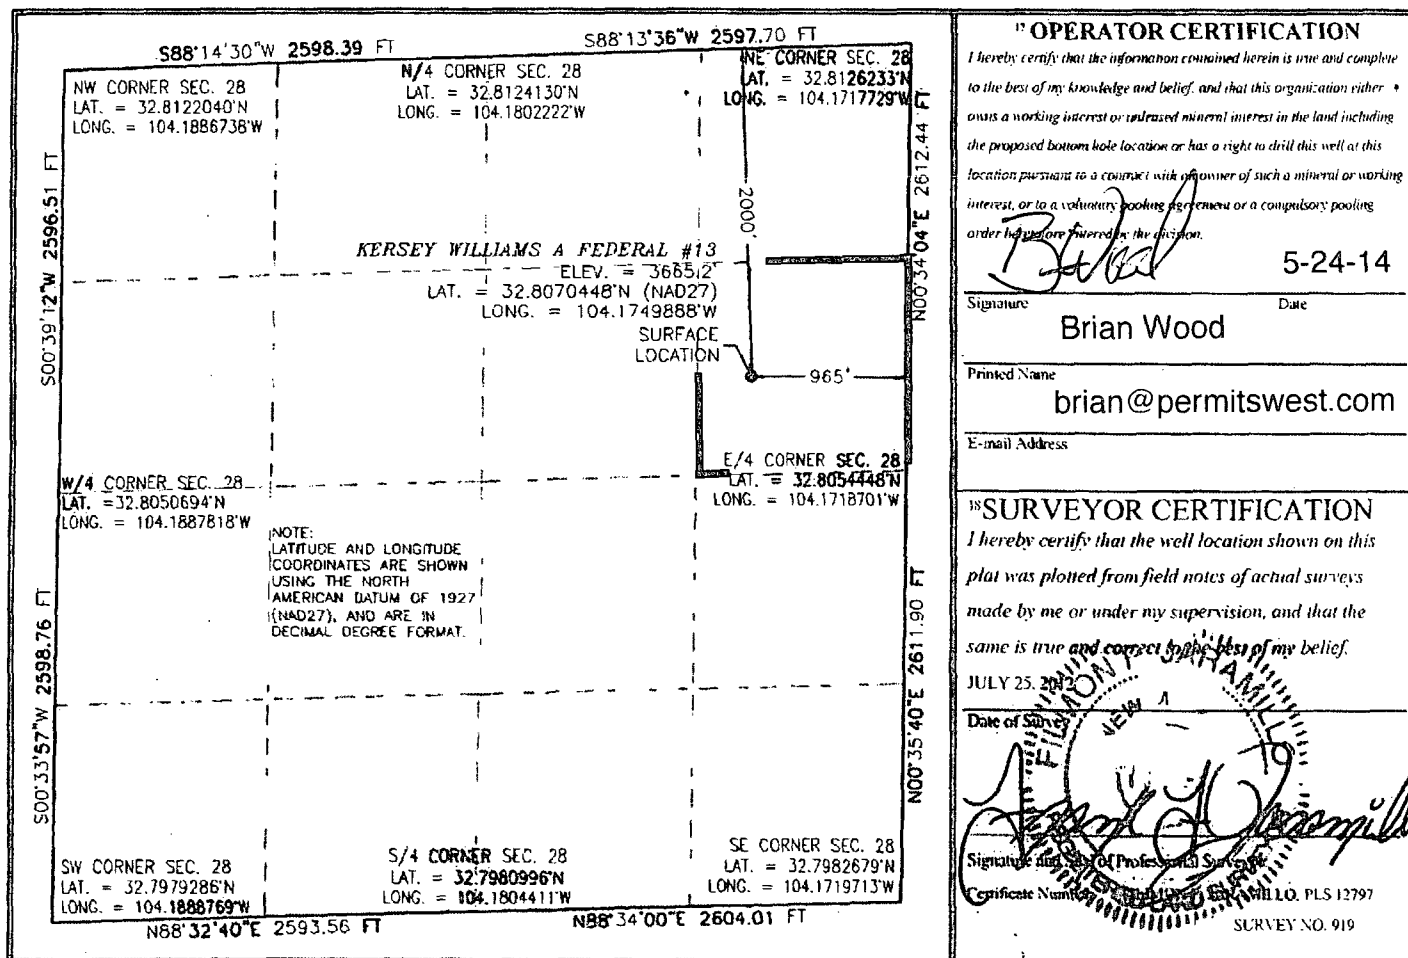 S88°14'30"W 2598.39 FT
S88°13'36"W 2597.70 FT
NW CORNER SEC. 28
LAT. = 32.8122040°N
LONG. = 104.1886738°W
N/4 CORNER SEC. 28
LAT. = 32.8124130°N
LONG. = 104.1802222°W
NE CORNER SEC. 28
LAT. = 32.8126233°N
LONG. = 104.1717729°W
S00°39'12"W 2596.51 FT
2000'
N00°34'04"E 2612.44 FT
KERSEY WILLIAMS A FEDERAL #13
ELEV. = 3665.2'
LAT. = 32.8070448°N (NAD27)
LONG. = 104.1749888°W
SURFACE
LOCATION
965'
W/4 CORNER SEC. 28
LAT. = 32.8050694°N
LONG. = 104.1887818°W
E/4 CORNER SEC. 28
LAT. = 32.8054448°N
LONG. = 104.1718701°W
NOTE:
LATITUDE AND LONGITUDE
COORDINATES ARE SHOWN
USING THE NORTH
AMERICAN DATUM OF 1927
(NAD27), AND ARE IN
DECIMAL DEGREE FORMAT.
S00°33'57"W 2598.76 FT
N00°35'40"E 2611.90 FT
SW CORNER SEC. 28
LAT. = 32.7979286°N
LONG. = 104.1888769°W
S/4 CORNER SEC. 28
LAT. = 32.7980996°N
LONG. = 104.1804411°W
SE CORNER SEC. 28
LAT. = 32.7982679°N
LONG. = 104.1719713°W
N88°32'40"E 2593.56 FT
N88°34'00"E 2604.01 FT
17 OPERATOR CERTIFICATION
I hereby certify that the information contained herein is true and complete
to the best of my knowledge and belief, and that this organization either
owns a working interest or unleased mineral interest in the land including
the proposed bottom hole location or has a right to drill this well at this
location pursuant to a contract with an owner of such a mineral or working
interest, or to a voluntary pooling agreement or a compulsory pooling
order heretofore entered by the division.
B Wood
5-24-14
Signature Date
Brian Wood
Printed Name
brian@permitswest.com
E-mail Address
18 SURVEYOR CERTIFICATION
I hereby certify that the well location shown on this
plat was plotted from field notes of actual surveys
made by me or under my supervision, and that the
same is true and correct to the best of my belief.
JULY 25, 2012
Date of Survey
FILIMON F. JARAMILLO
NEW
Signature and Seal of Professional Surveyor
Certificate Number JARAMILLO, PLS 12797
SURVEY NO. 919